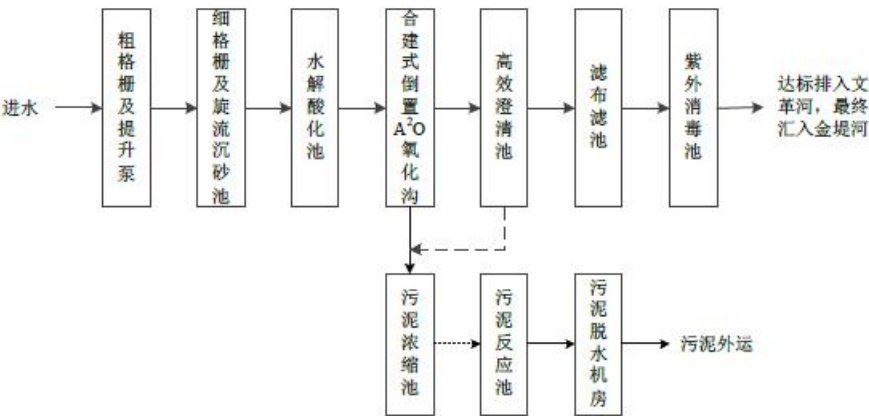 进水
粗格栅及提升泵
细格栅及旋流沉砂池
水解酸化池
合建式倒置A²O氧化沟
高效澄清池
滤布滤池
紫外消毒池
达标排入文
革河，最终
汇入金堤河
污泥浓缩池
污泥反应池
污泥脱水机房
污泥外运